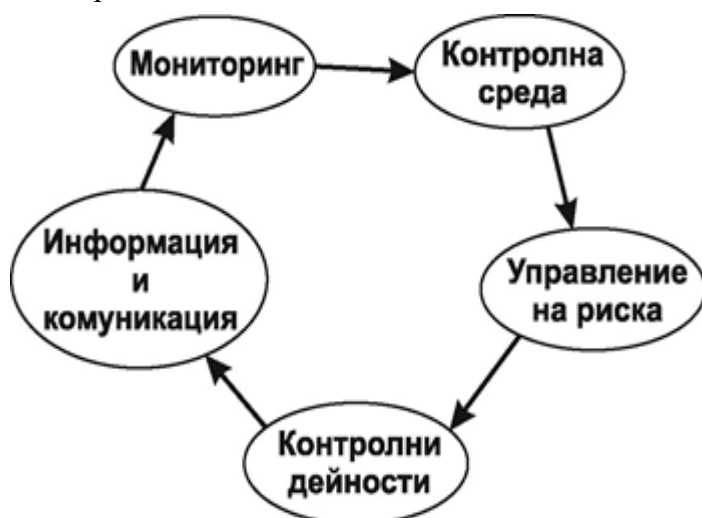 Мониторинг
Контролна
среда
Управление
на риска
Контролни
дейности
Информация
и
комуникация